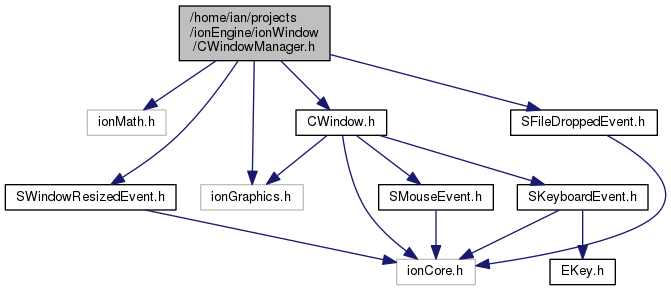 /home/ian/projects
/ionEngine/ionWindow
/CWindowManager.h
ionMath.h
CWindow.h
SFileDroppedEvent.h
SWindowResizedEvent.h
ionGraphics.h
SMouseEvent.h
SKeyboardEvent.h
ionCore.h
EKey.h